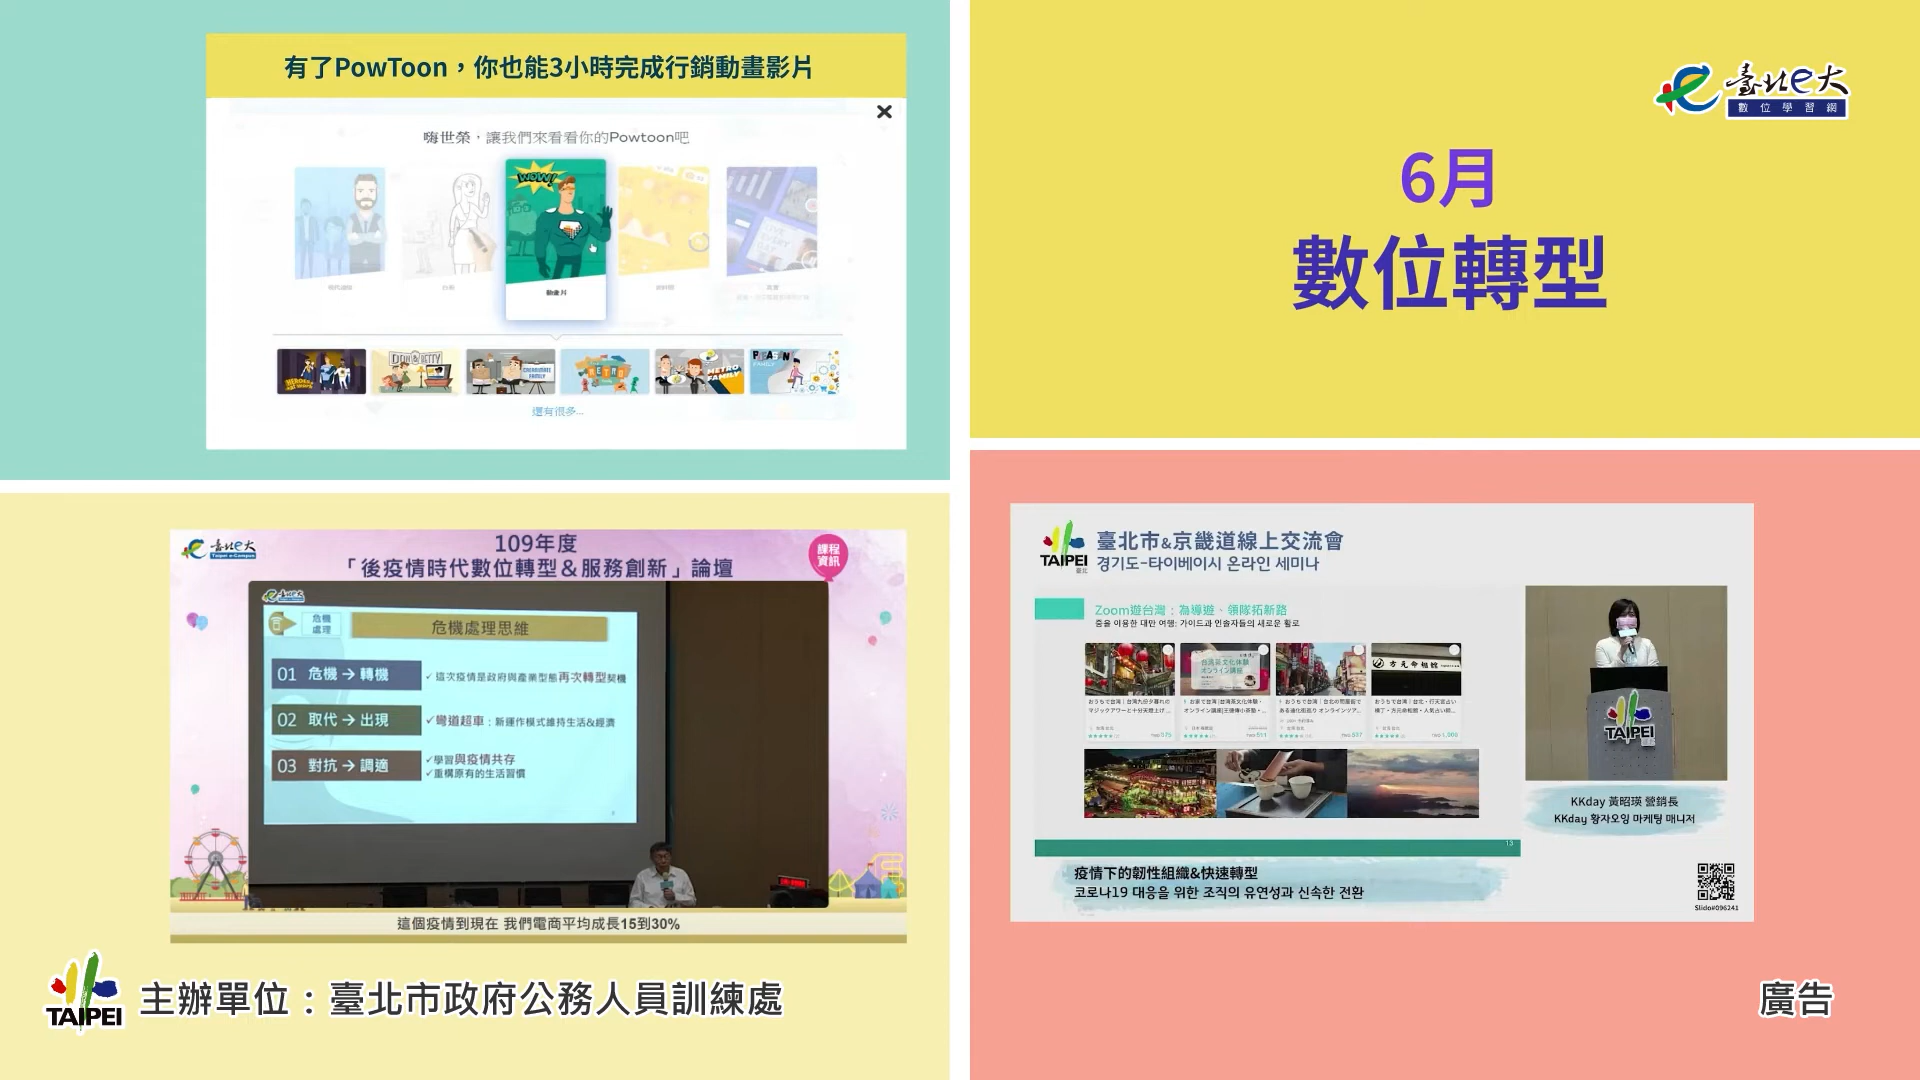 有了PowToon，你也能3小時完成行銷動畫影片
嗨世榮，讓我們來看看你的Powtoon吧
WOW!
還有很多...
臺北e大
數位學習網
6月
數位轉型
臺北e大
Taipei e-Campus
109年度
「後疫情時代數位轉型＆服務創新」論壇
課程
資訊
危機
處理
危機處理思維
01 危機→轉機
✓這次疫情是政府與產業型態再次轉型契機
02 取代→出現
✓彎道超車：新運作模式維持生活&經濟
03 對抗→調適
✓學習與疫情共存
✓重構原有的生活習慣
這個疫情到現在 我們電商平均成長15到30%
TAIPEI
臺北
臺北市&京畿道線上交流會
경기도-타이베이시 온라인 세미나
Zoom遊台灣：為導遊、領隊拓新路
줌을 이용한 대만 여행: 가이드과 인솔자들의 새로운 활로
TAIPEI
KKday 黃昭瑛 營銷長
KKday 황자오잉 마케팅 매니저
13
疫情下的韌性組織&快速轉型
코로나19 대응을 위한 조직의 유연성과 신속한 전환
Slido#096241
TAIPEI
主辦單位：臺北市政府公務人員訓練處
廣告